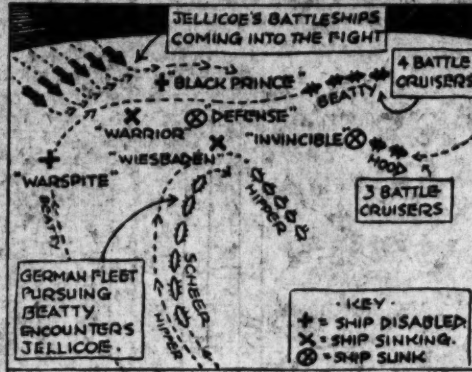 JELLICOE'S BATTLESHIPS
COMING INTO THE FIGHT
4 BATTLE
CRUISERS
"BLACK PRINCE"
BEATTY
"WARRIOR"
"DEFENSE"
"INVINCIBLE"
"WIESBADEN"
HOOD
"WARSPITE"
3 BATTLE
CRUISERS
BEATTY
HIPPER
SCHEER
HIPPER
GERMAN FLEET
PURSUING
BEATTY
ENCOUNTERS
JELLICOE.
· KEY ·
+ = SHIP DISABLED.
X = SHIP SINKING.
⊗ = SHIP SUNK